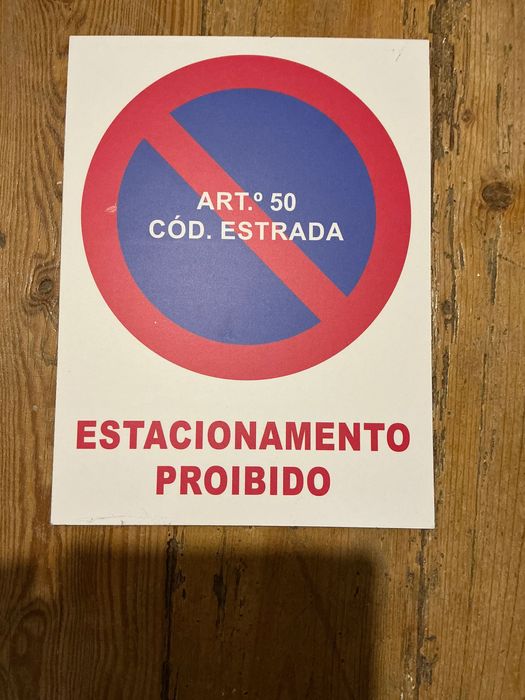 ART.º 50
CÓD. ESTRADA
ESTACIONAMENTO
PROIBIDO